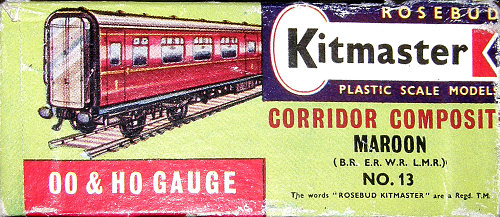 ROSEBUD
Kitmaster
PLASTIC SCALE MODELS
CORRIDOR COMPOSIT
MAROON
(B.R. E.R. W.R. L.M.R.)
NO. 13
OO & HO GAUGE
The words "ROSEBUD KITMASTER" are a Regd. T.M.